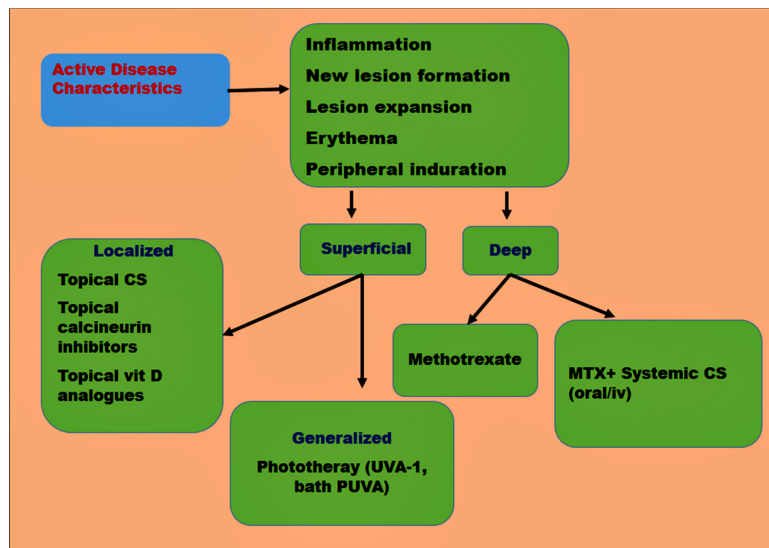 Active Disease
Characteristics
Inflammation
New lesion formation
Lesion expansion
Erythema
Peripheral induration
Superficial
Deep
Localized
Topical CS
Topical
calcineurin
inhibitors
Topical vit D
analogues
Methotrexate
MTX+ Systemic CS
(oral/iv)
Generalized
Phototheray (UVA-1,
bath PUVA)